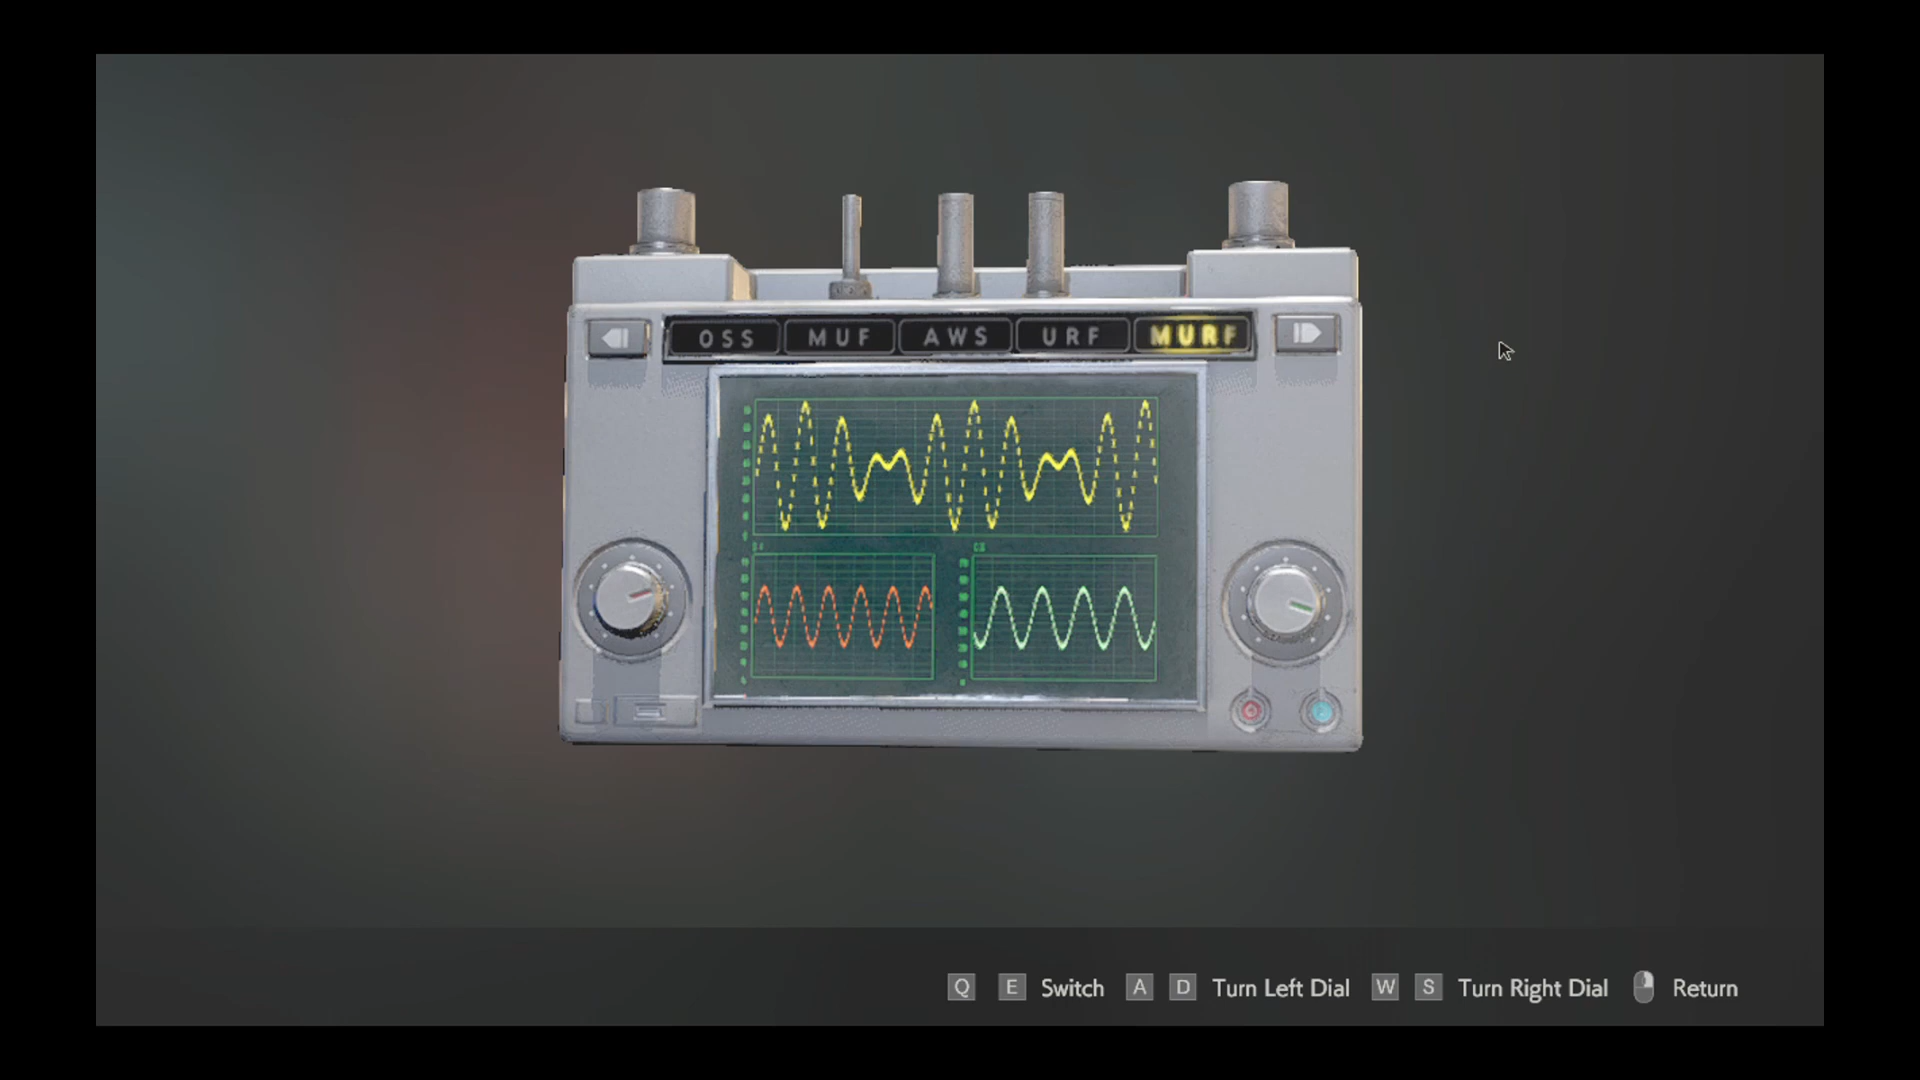 OSS MUF AWS URF MURF
Q E Switch A D Turn Left Dial W S Turn Right Dial Return